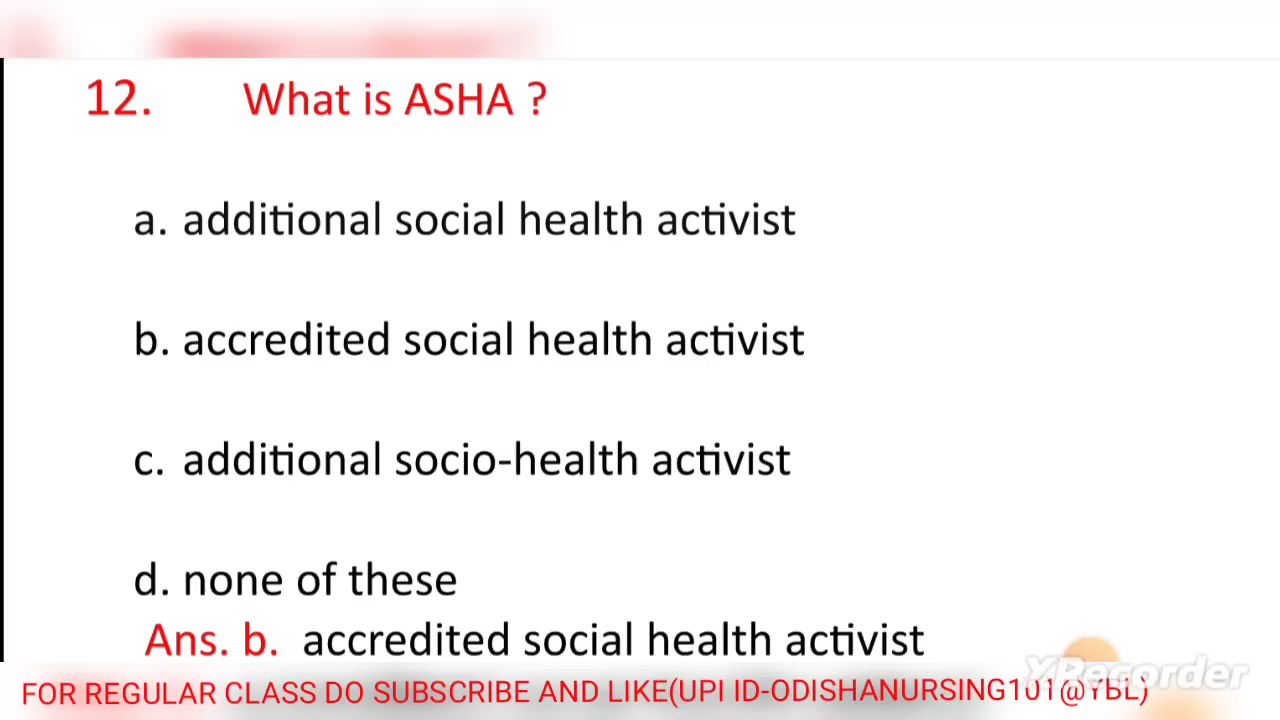 12. What is ASHA ?
a. additional social health activist
b. accredited social health activist
c. additional socio-health activist
d. none of these
Ans. b. accredited social health activist
XRecorder
FOR REGULAR CLASS DO SUBSCRIBE AND LIKE(UPI ID-ODISHANURSING101@YBL)